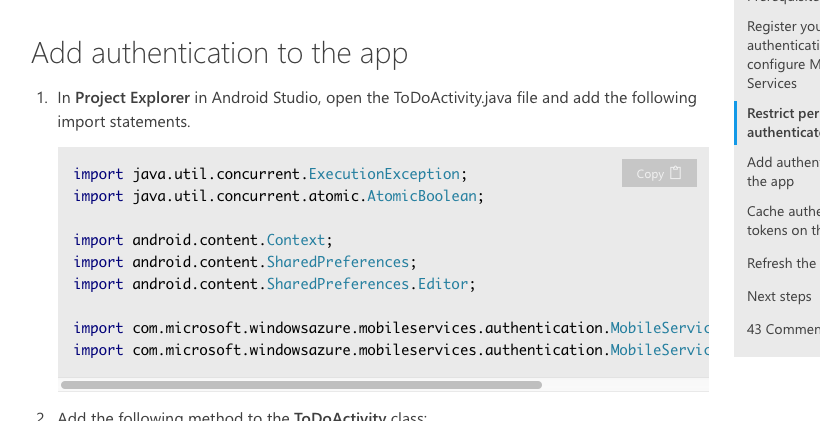 Add authentication to the app
1. In Project Explorer in Android Studio, open the ToDoActivity.java file and add the following
import statements.
Copy
import java.util.concurrent.ExecutionException;
import java.util.concurrent.atomic.AtomicBoolean;
import android.content.Context;
import android.content.SharedPreferences;
import android.content.SharedPreferences.Editor;
import com.microsoft.windowsazure.mobileservices.authentication.MobileServic
import com.microsoft.windowsazure.mobileservices.authentication.MobileServic
2. Add the following method to the ToDoActivity class:
Register you
authenticati
configure M
Services
Restrict per
authenticate
Add authen
the app
Cache authe
tokens on th
Refresh the
Next steps
43 Commen